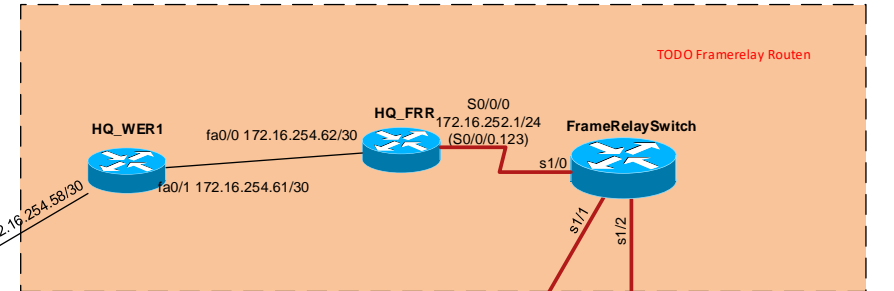 TODO Framerelay Routen
HQ_FRR
S0/0/0
172.16.252.1/24
(S0/0/0.123)
HQ_WER1
fa0/0 172.16.254.62/30
FrameRelaySwitch
s1/0
fa0/1 172.16.254.61/30
2.16.254.58/30
s1/1
s1/2